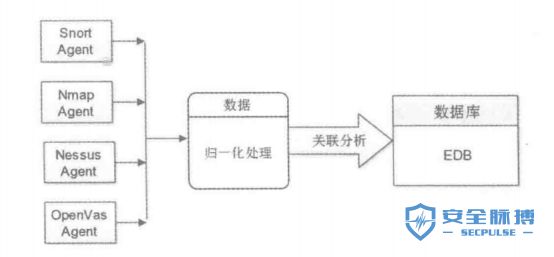 Snort
Agent
Nmap
Agent
Nessus
Agent
OpenVas
Agent
数据
归一化处理
关联分析
数据库
EDB
安全脉搏
SECPULSE